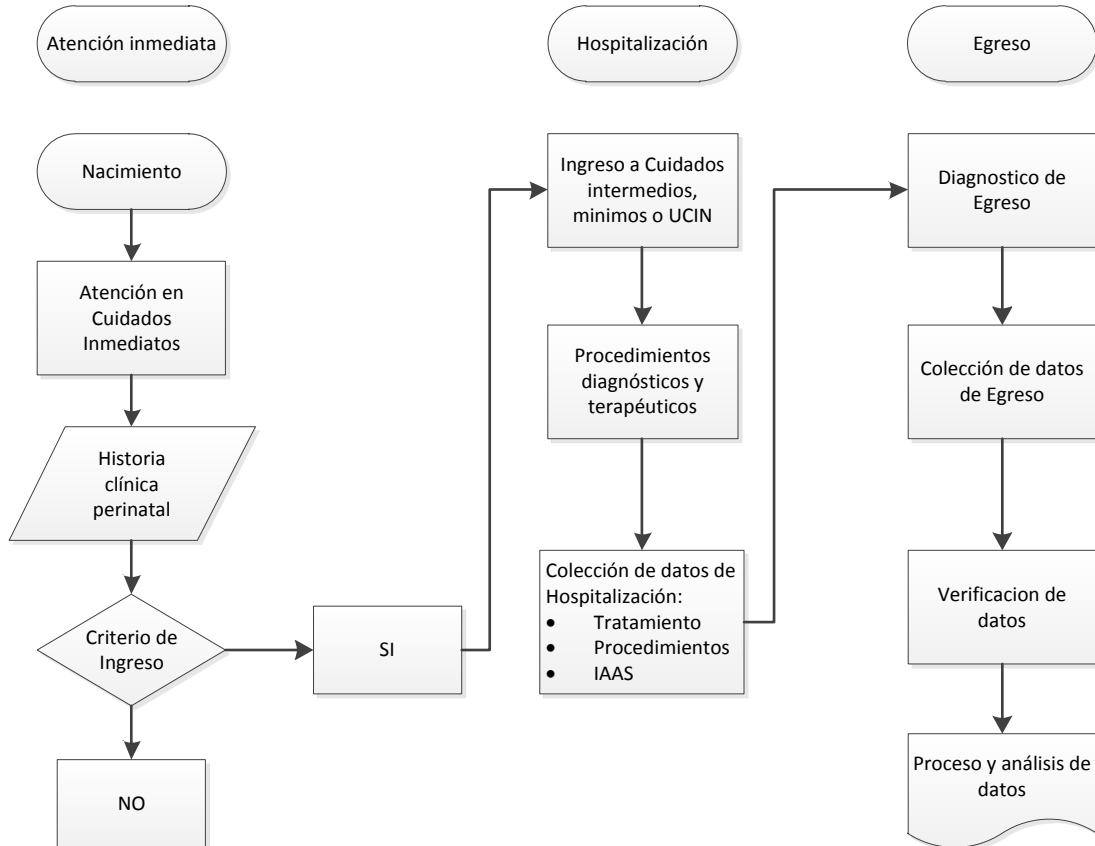 Atención inmediata
Hospitalización
Egreso
Nacimiento
Atención en
Cuidados
Inmediatos
Historia
clínica
perinatal
Criterio de
Ingreso
NO
SI
Ingreso a Cuidados
intermedios,
minimos o UCIN
Procedimientos
diagnósticos y
terapéuticos
Colección de datos de
Hospitalización:
• Tratamiento
• Procedimientos
• IAAS
Diagnostico de
Egreso
Colección de datos
de Egreso
Verificacion de
datos
Proceso y análisis de
datos